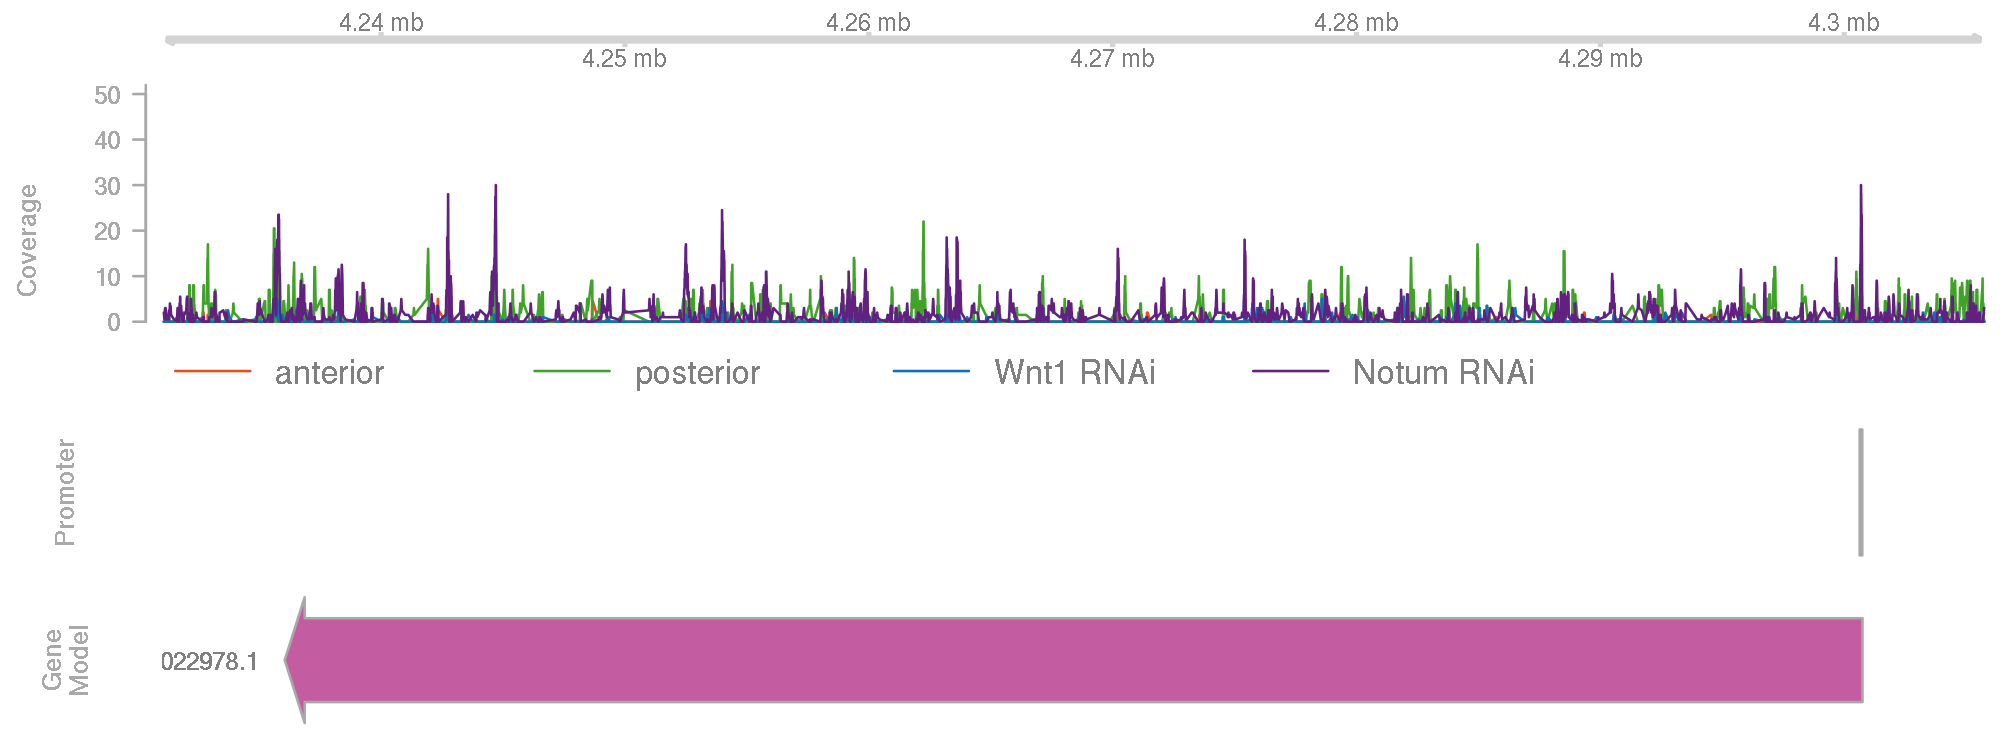 4.24 mb 4.26 mb 4.28 mb 4.3 mb
4.25 mb 4.27 mb 4.29 mb
Coverage
50
40
30
20
10
0
anterior posterior Wnt1 RNAi Notum RNAi
Promoter
Gene
Model
022978.1